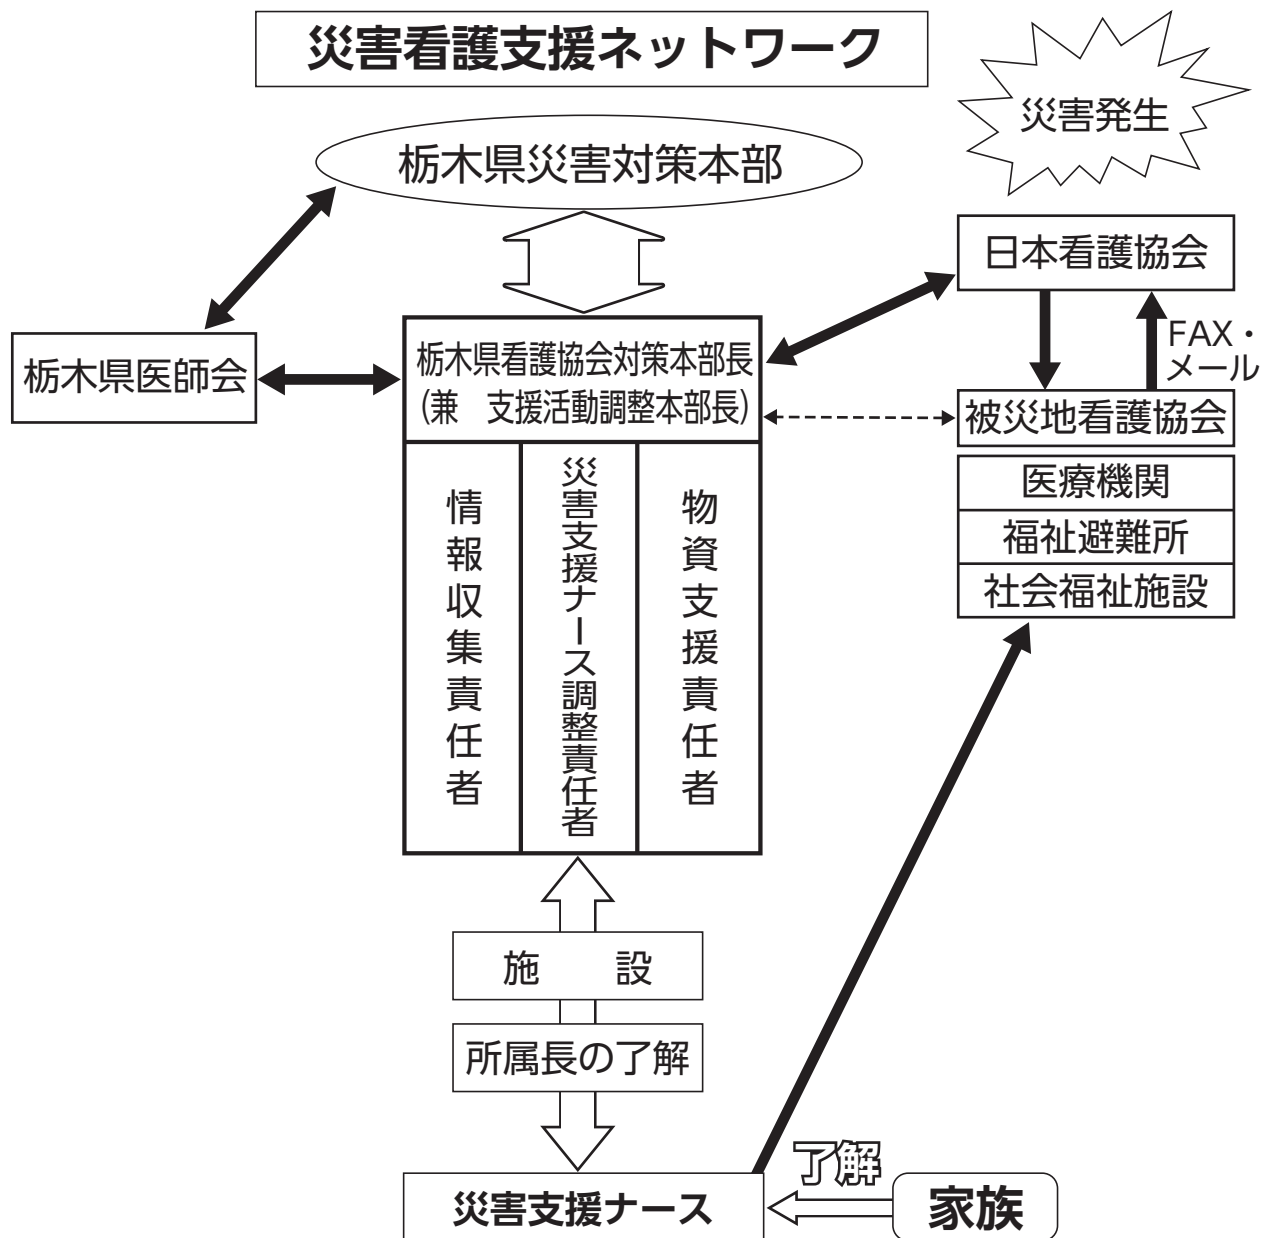 災害看護支援ネットワーク
災害発生
栃木県災害対策本部
日本看護協会
FAX・
メール
栃木県医師会
栃木県看護協会対策本部長
(兼　支援活動調整本部長)
被災地看護協会
医療機関
福祉避難所
社会福祉施設
情報収集責任者
災害支援ナース調整責任者
物資支援責任者
施　設
所属長の了解
了解
災害支援ナース
家族